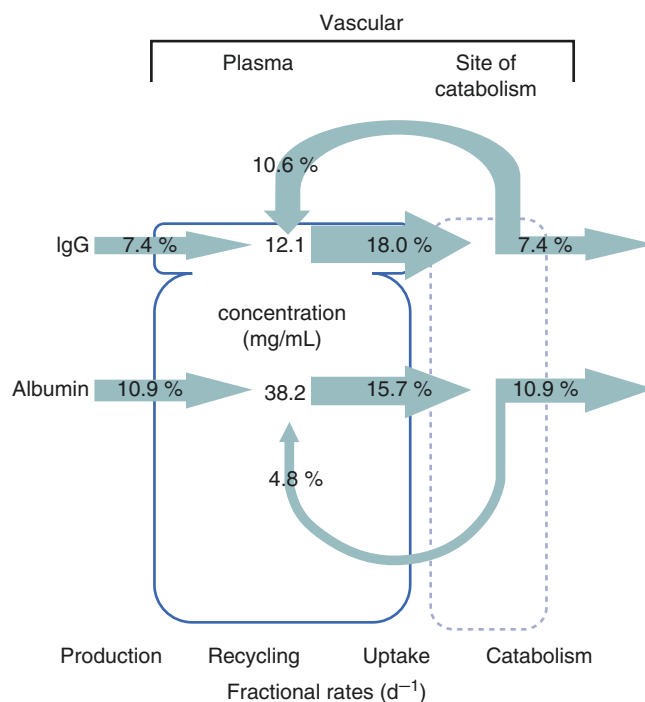 Vascular
Plasma
Site of
catabolism
10.6 %
IgG
7.4 %
12.1
18.0 %
7.4 %
concentration
(mg/mL)
Albumin
10.9 %
38.2
15.7 %
10.9 %
4.8 %
Production
Recycling
Uptake
Catabolism
Fractional rates (d⁻¹)